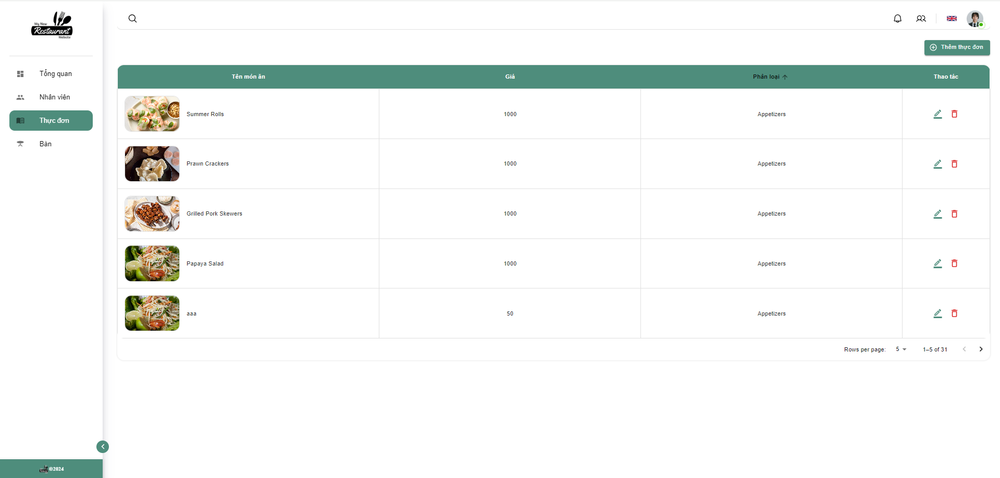 My New
Restaurant
Website
Tổng quan
Nhân viên
Thực đơn
Bàn
Thêm thực đơn
Tên món ăn
Giá
Phân loại
Thao tác
Summer Rolls
1000
Appetizers
Prawn Crackers
1000
Appetizers
Grilled Pork Skewers
1000
Appetizers
Papaya Salad
1000
Appetizers
aaa
50
Appetizers
Rows per page:
5
1–5 of 31
©2024